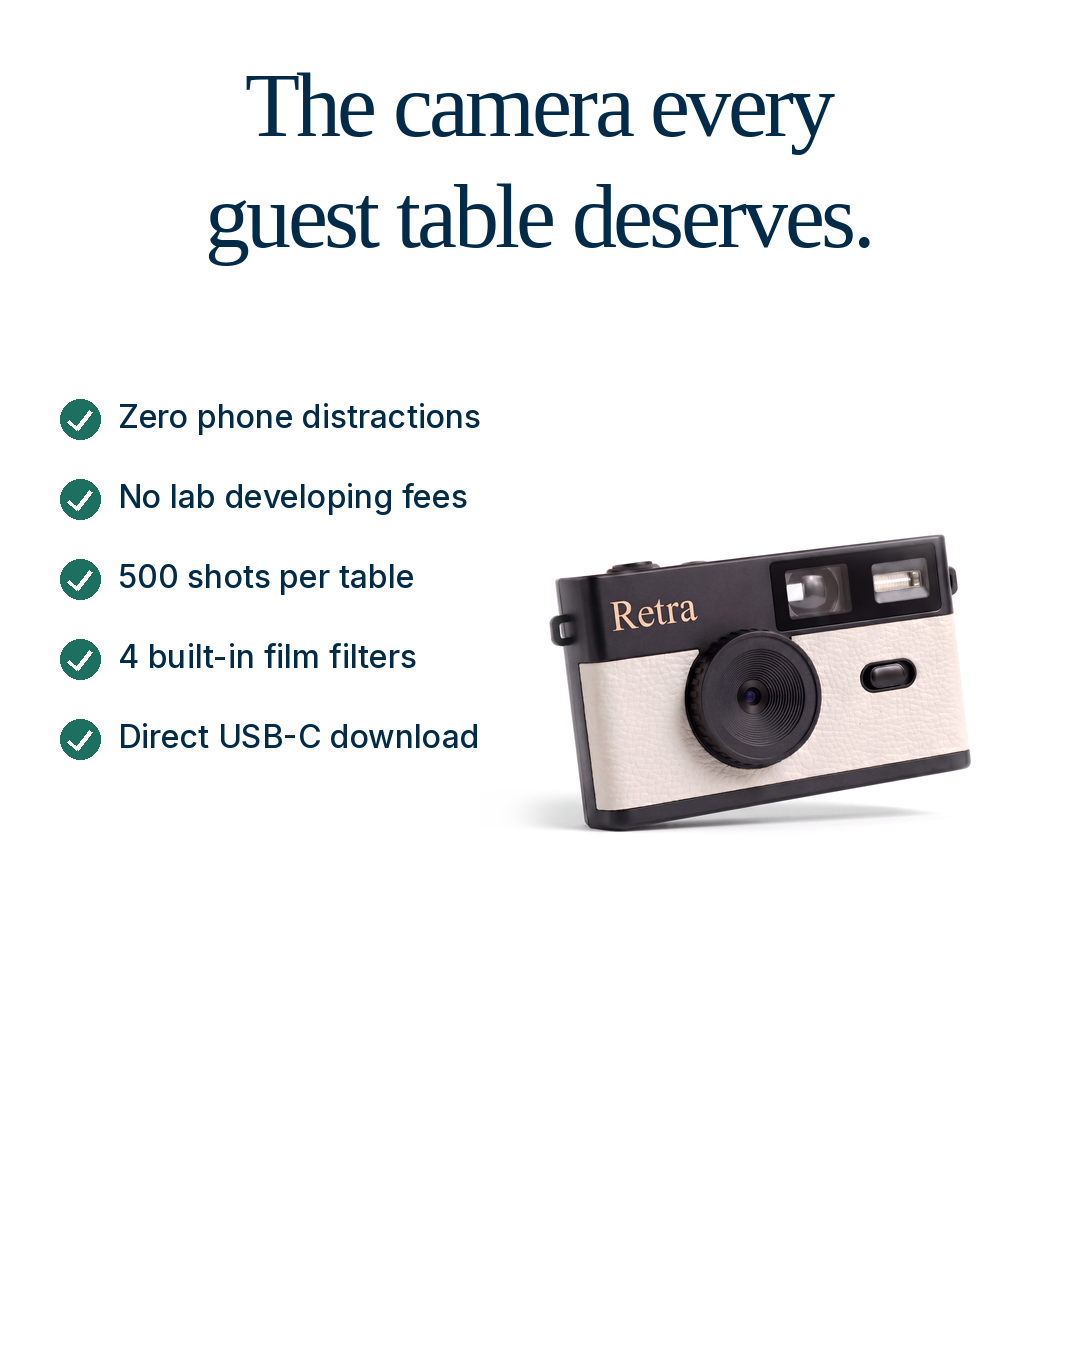 The camera every
guest table deserves.
Zero phone distractions
No lab developing fees
500 shots per table
4 built-in film filters
Direct USB-C download
Retra